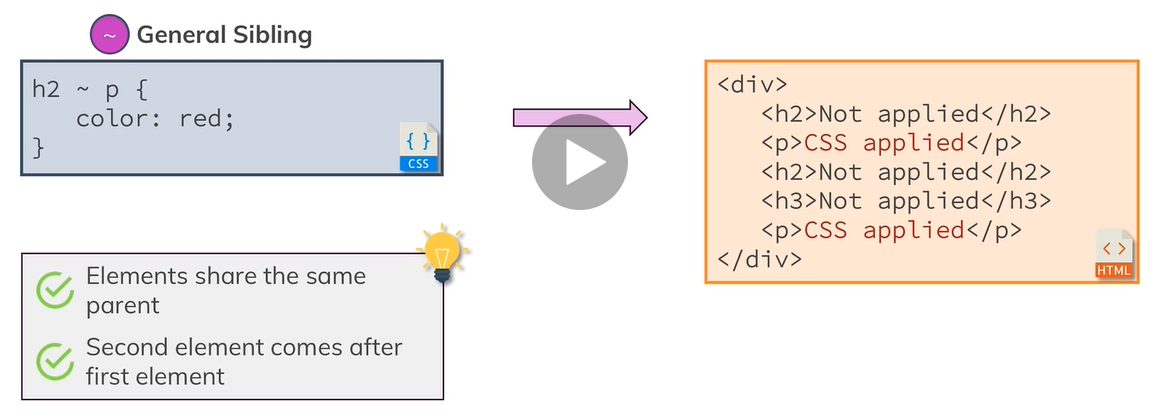 ~ General Sibling
h2 ~ p {
   color: red;
}
{ }
CSS
<div>
   <h2>Not applied</h2>
   <p>CSS applied</p>
   <h2>Not applied</h2>
   <h3>Not applied</h3>
   <p>CSS applied</p>
</div>
< >
HTML
Elements share the same
parent
Second element comes after
first element